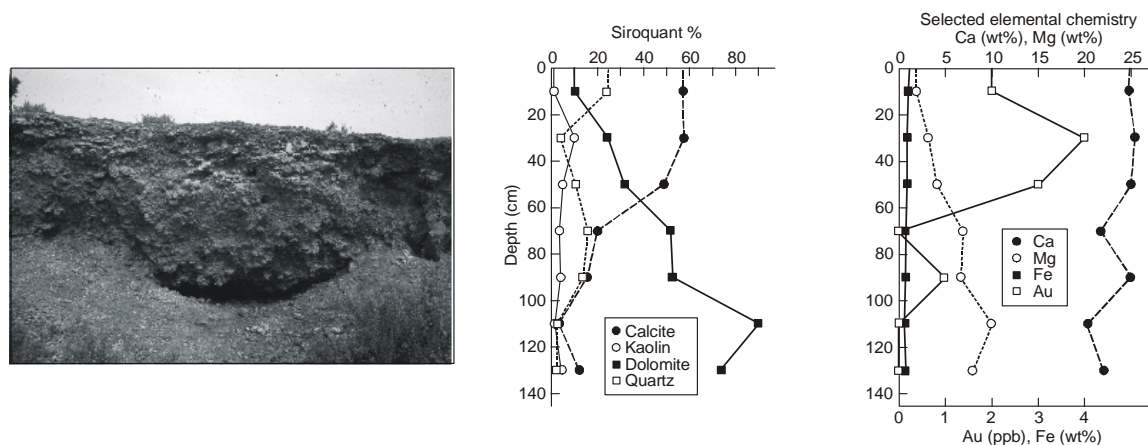 Siroquant %
0 20 40 60 80
0
20
40
60
80
100
120
140
Depth (cm)
Calcite
Kaolin
Dolomite
Quartz
Selected elemental chemistry
Ca (wt%), Mg (wt%)
0 5 10 15 20 25
0
20
40
60
80
100
120
140
Ca
Mg
Fe
Au
0 1 2 3 4
Au (ppb), Fe (wt%)